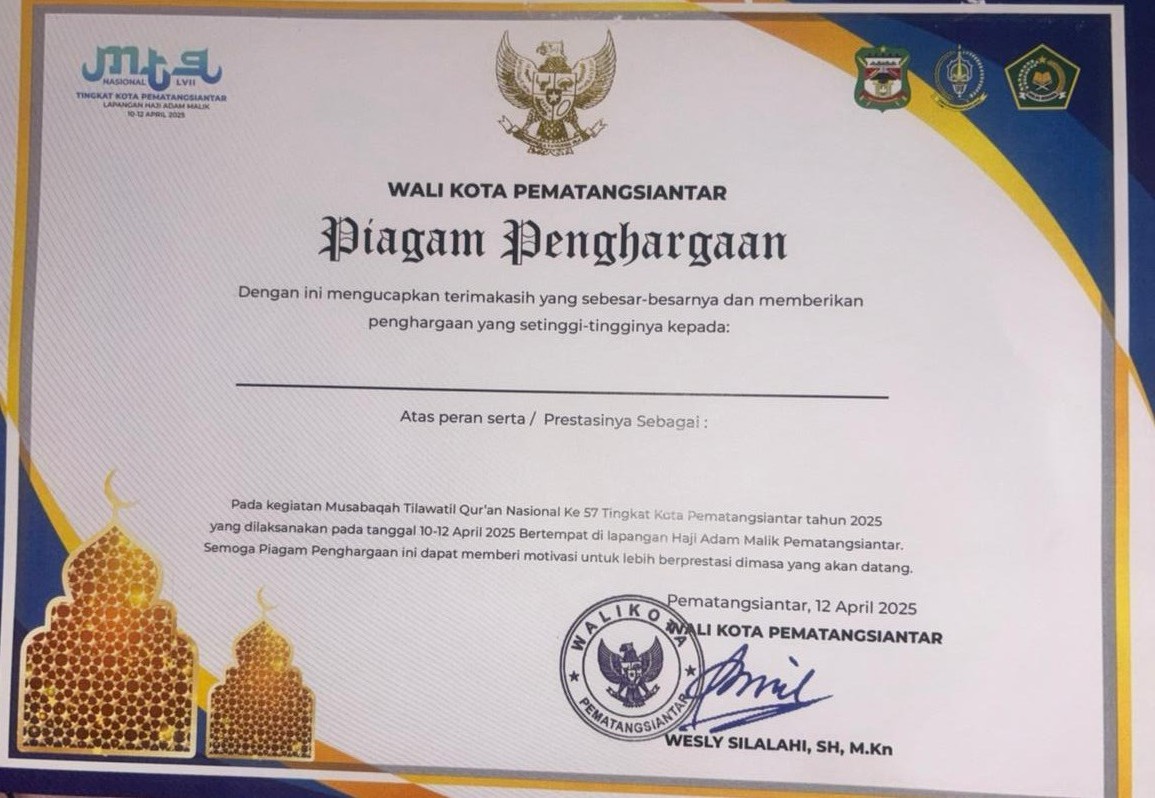 mtq
NASIONAL LVII
TINGKAT KOTA PEMATANGSIANTAR
LAPANGAN HAJI ADAM MALIK
10-12 APRIL 2025
WALI KOTA PEMATANGSIANTAR
Piagam Penghargaan
Dengan ini mengucapkan terimakasih yang sebesar-besarnya dan memberikan
penghargaan yang setinggi-tingginya kepada:
Atas peran serta / Prestasinya Sebagai :
Pada kegiatan Musabaqah Tilawatil Qur'an Nasional Ke 57 Tingkat Kota Pematangsiantar tahun 2025
yang dilaksanakan pada tanggal 10-12 April 2025 Bertempat di lapangan Haji Adam Malik Pematangsiantar.
Semoga Piagam Penghargaan ini dapat memberi motivasi untuk lebih berprestasi dimasa yang akan datang.
Pematangsiantar, 12 April 2025
WALI KOTA PEMATANGSIANTAR
WALIKOTA
PEMATANGSIANTAR
WESLY SILALAHI, SH, M.Kn